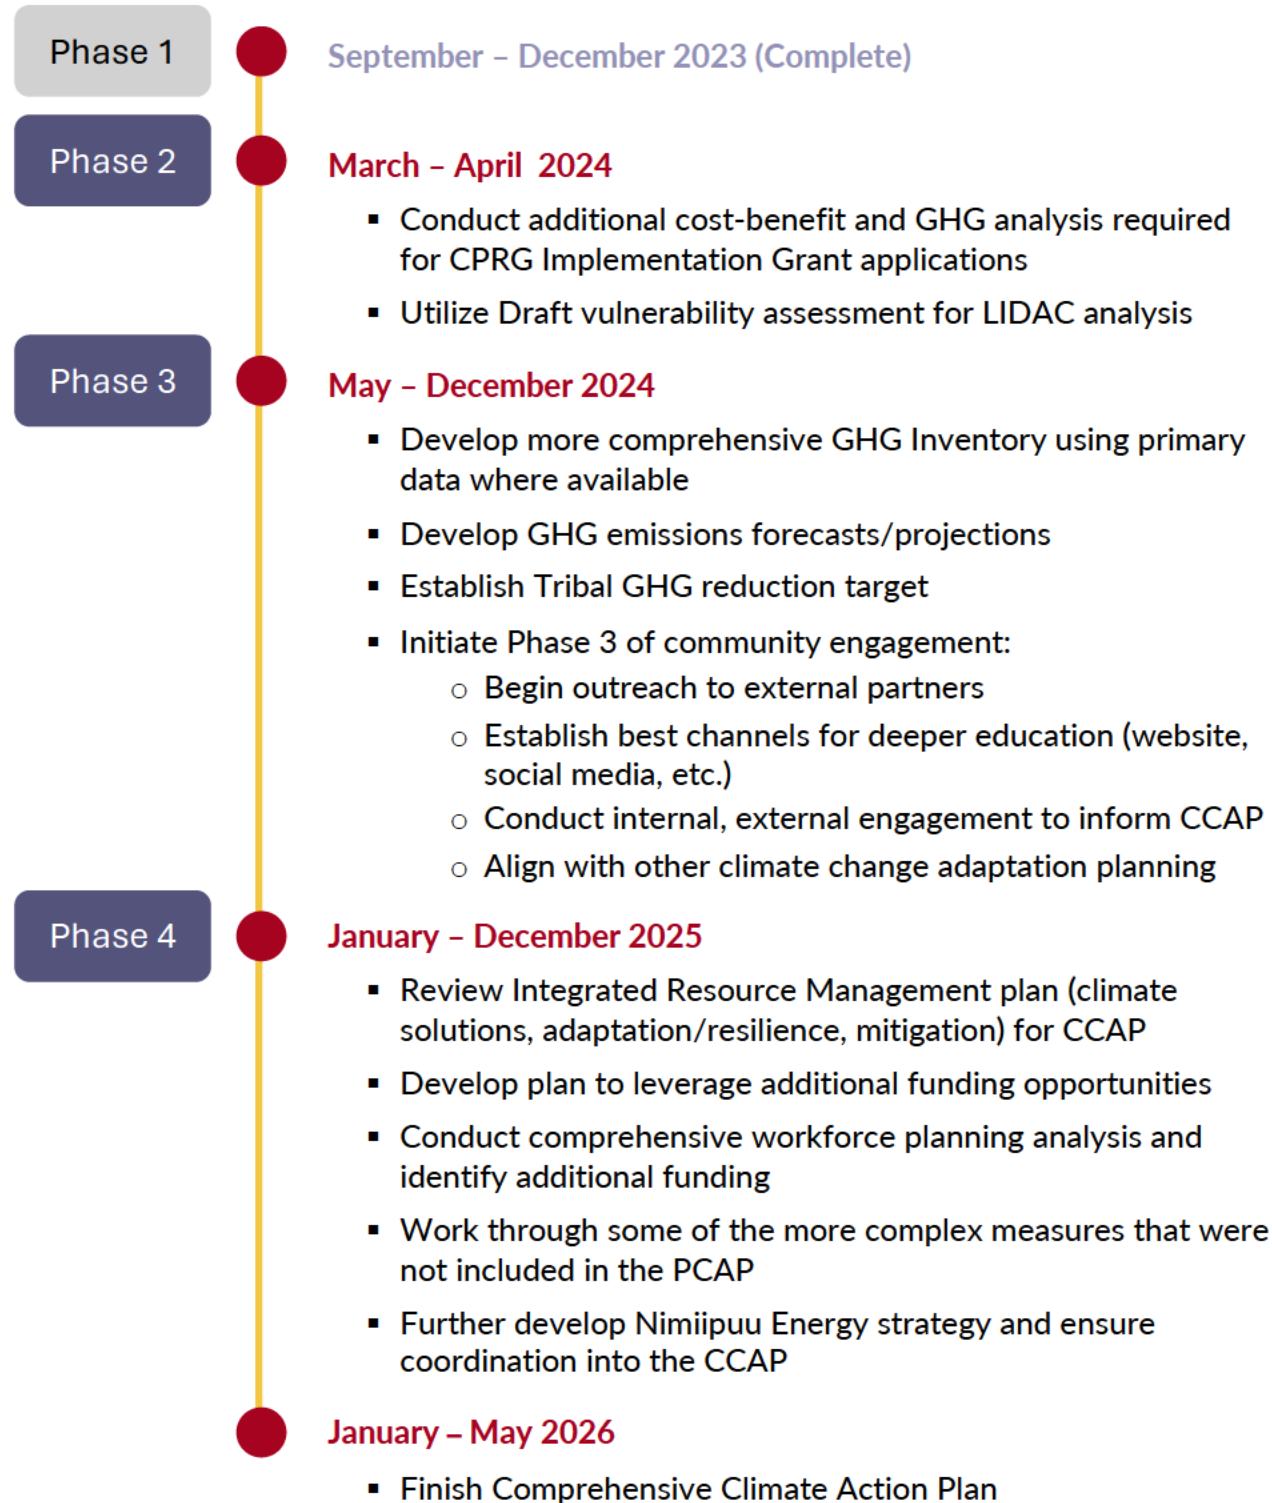 Phase 1
September – December 2023 (Complete)
Phase 2
March – April  2024
▪ Conduct additional cost-benefit and GHG analysis required
for CPRG Implementation Grant applications
▪ Utilize Draft vulnerability assessment for LIDAC analysis
Phase 3
May – December 2024
▪ Develop more comprehensive GHG Inventory using primary
data where available
▪ Develop GHG emissions forecasts/projections
▪ Establish Tribal GHG reduction target
▪ Initiate Phase 3 of community engagement:
o Begin outreach to external partners
o Establish best channels for deeper education (website,
social media, etc.)
o Conduct internal, external engagement to inform CCAP
o Align with other climate change adaptation planning
Phase 4
January – December 2025
▪ Review Integrated Resource Management plan (climate
solutions, adaptation/resilience, mitigation) for CCAP
▪ Develop plan to leverage additional funding opportunities
▪ Conduct comprehensive workforce planning analysis and
identify additional funding
▪ Work through some of the more complex measures that were
not included in the PCAP
▪ Further develop Nimiipuu Energy strategy and ensure
coordination into the CCAP
January – May 2026
▪ Finish Comprehensive Climate Action Plan